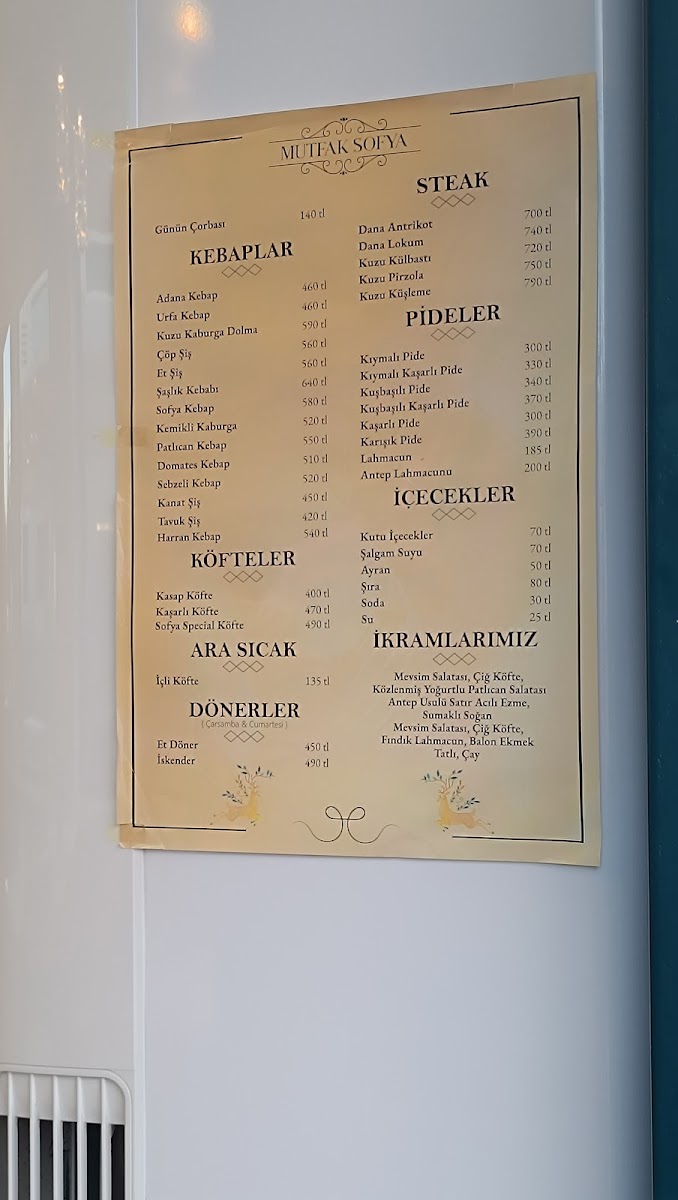 MUTFAK SOFYA
Günün Çorbası 140 tl
KEBAPLAR
Adana Kebap 460 tl
Urfa Kebap 460 tl
Kuzu Kaburga Dolma 590 tl
Çöp Şiş 560 tl
Et Şiş 560 tl
Şaşlık Kebabı 640 tl
Sofya Kebap 580 tl
Kemikli Kaburga 520 tl
Patlıcan Kebap 550 tl
Domates Kebap 510 tl
Sebzeli Kebap 520 tl
Kanat Şiş 450 tl
Tavuk Şiş 420 tl
Harran Kebap 540 tl
KÖFTELER
Kasap Köfte 400 tl
Kaşarlı Köfte 470 tl
Sofya Special Köfte 490 tl
ARA SICAK
İçli Köfte 135 tl
DÖNERLER
( Çarşamba & Cumartesi )
Et Döner 450 tl
İskender 490 tl
STEAK
Dana Antrikot 700 tl
Dana Lokum 740 tl
Kuzu Külbastı 720 tl
Kuzu Pirzola 750 tl
Kuzu Küşleme 790 tl
PİDELER
Kıymalı Pide 300 tl
Kıymalı Kaşarlı Pide 330 tl
Kuşbaşılı Pide 340 tl
Kuşbaşılı Kaşarlı Pide 370 tl
Kaşarlı Pide 300 tl
Karışık Pide 390 tl
Lahmacun 185 tl
Antep Lahmacunu 200 tl
İÇECEKLER
Kutu İçecekler 70 tl
Şalgam Suyu 70 tl
Ayran 50 tl
Şıra 80 tl
Soda 30 tl
Su 25 tl
İKRAMLARIMIZ
Mevsim Salatası, Çiğ Köfte,
Közlenmiş Yoğurtlu Patlıcan Salatası
Antep Usulü Satır Acılı Ezme,
Sumaklı Soğan
Mevsim Salatası, Çiğ Köfte,
Fındık Lahmacun, Balon Ekmek
Tatlı, Çay